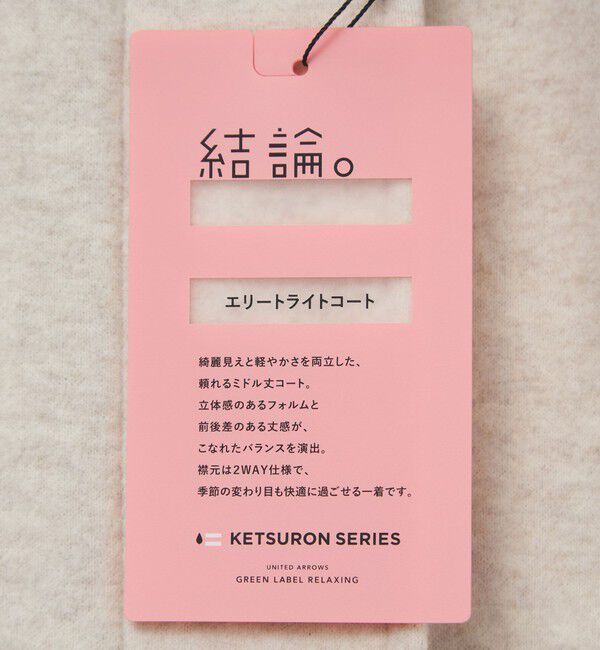 結論。
エリートライトコート
綺麗見えと軽やかさを両立した、
頼れるミドル丈コート。
立体感のあるフォルムと
前後差のある丈感が、
こなれたバランスを演出。
襟元は2WAY仕様で、
季節の変わり目も快適に過ごせる一着です。
KETSURON SERIES
UNITED ARROWS
GREEN LABEL RELAXING